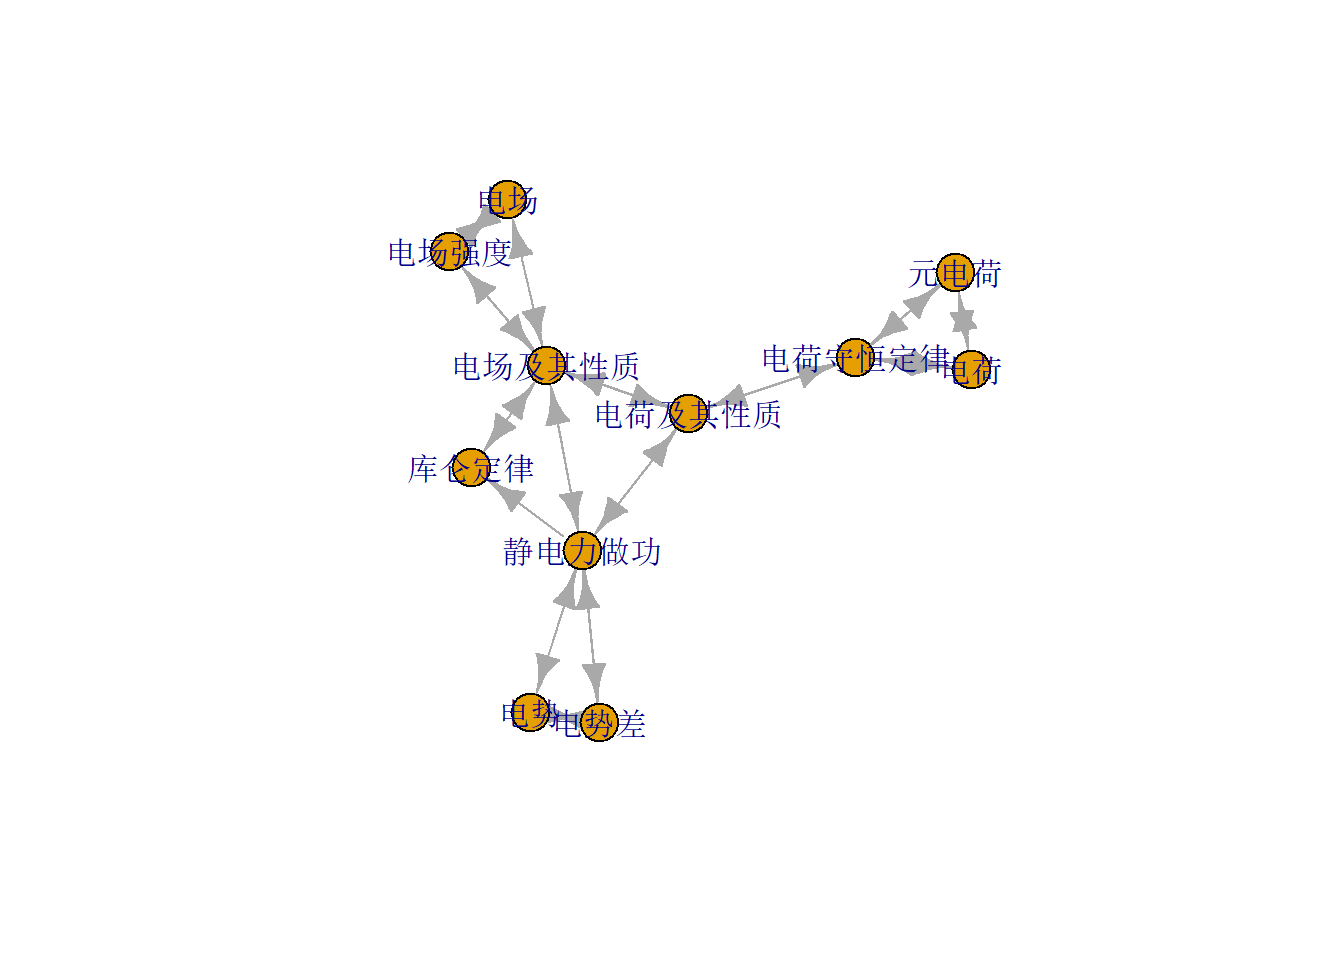 电场
电场强度
元电荷
电荷守恒定律
电场及其性质
电荷
电荷及其性质
库仑定律
静电力做功
电势
电势差